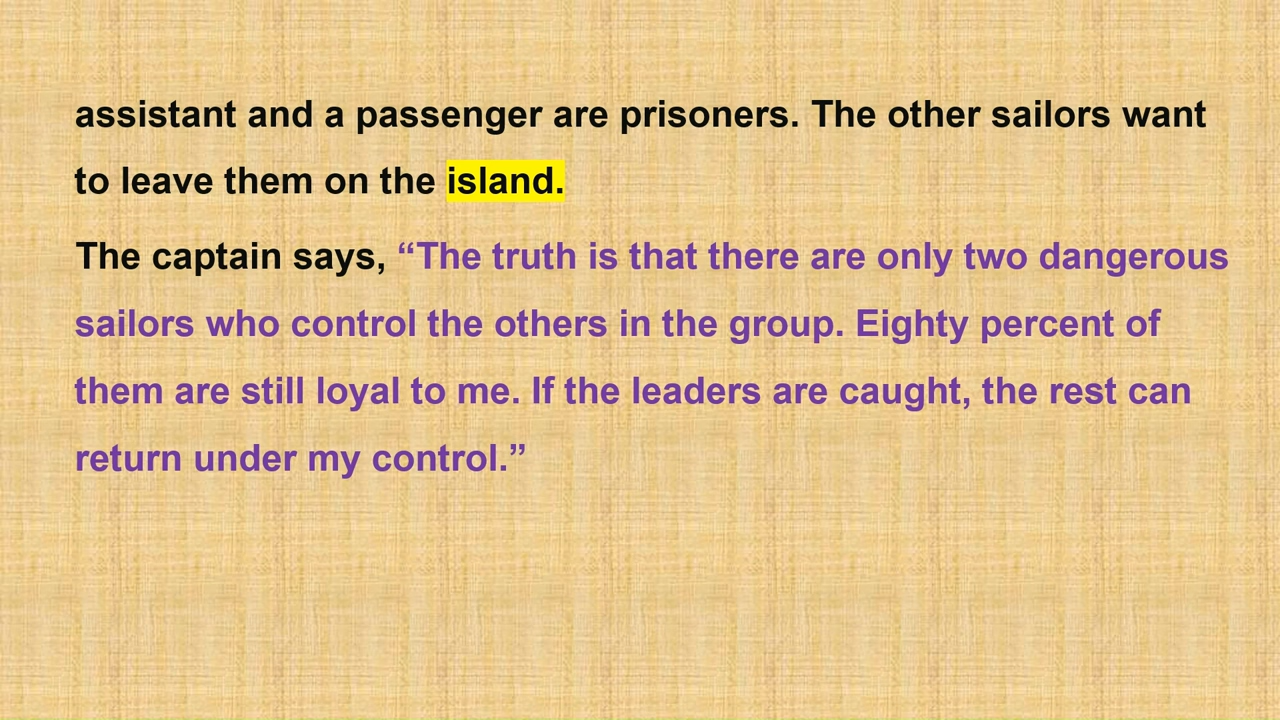 assistant and a passenger are prisoners. The other sailors want
to leave them on the island.
The captain says, “The truth is that there are only two dangerous
sailors who control the others in the group. Eighty percent of
them are still loyal to me. If the leaders are caught, the rest can
return under my control.”